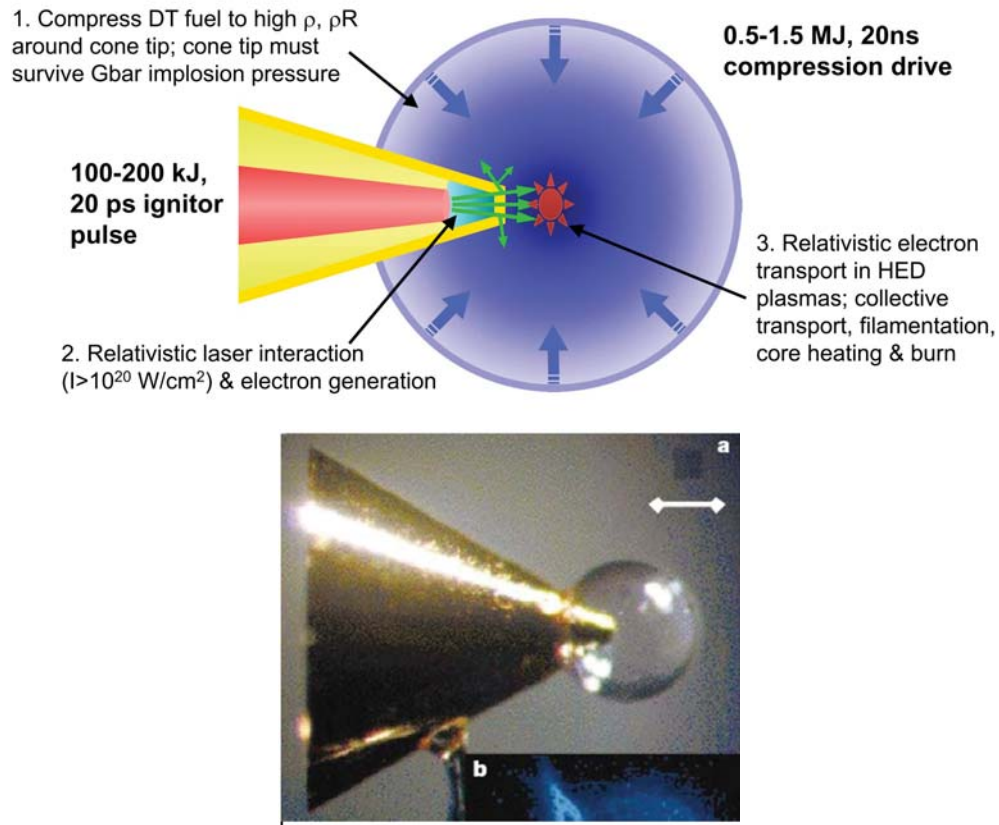 1. Compress DT fuel to high ρ, ρR
around cone tip; cone tip must
survive Gbar implosion pressure
0.5-1.5 MJ, 20ns
compression drive
100-200 kJ,
20 ps ignitor
pulse
3. Relativistic electron
transport in HED
plasmas; collective
transport, filamentation,
core heating & burn
2. Relativistic laser interaction
(I>10²⁰ W/cm²) & electron generation
a
b